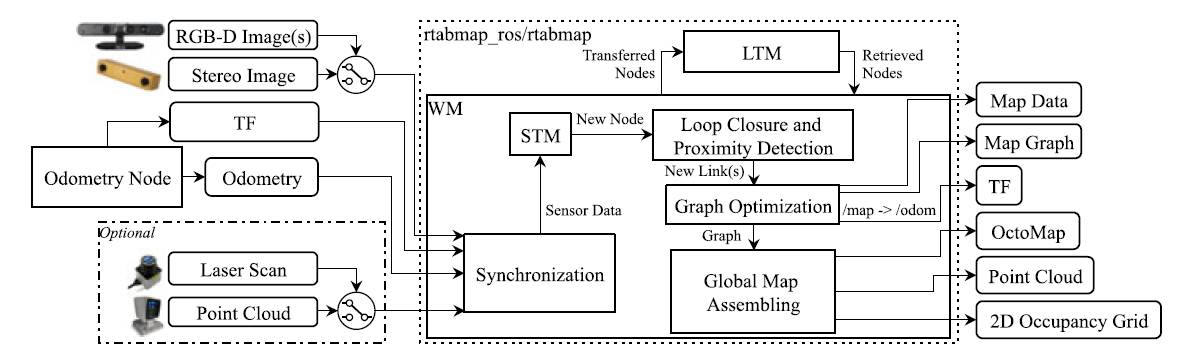 RGB-D Image(s)
Stereo Image
TF
Odometry Node
Odometry
Optional
Laser Scan
Point Cloud
rtabmap_ros/rtabmap
Transferred
Nodes
LTM
Retrieved
Nodes
WM
STM
New Node
Loop Closure and
Proximity Detection
New Link(s)
Sensor Data
Graph Optimization
/map -> /odom
Graph
Synchronization
Global Map
Assembling
Map Data
Map Graph
TF
OctoMap
Point Cloud
2D Occupancy Grid